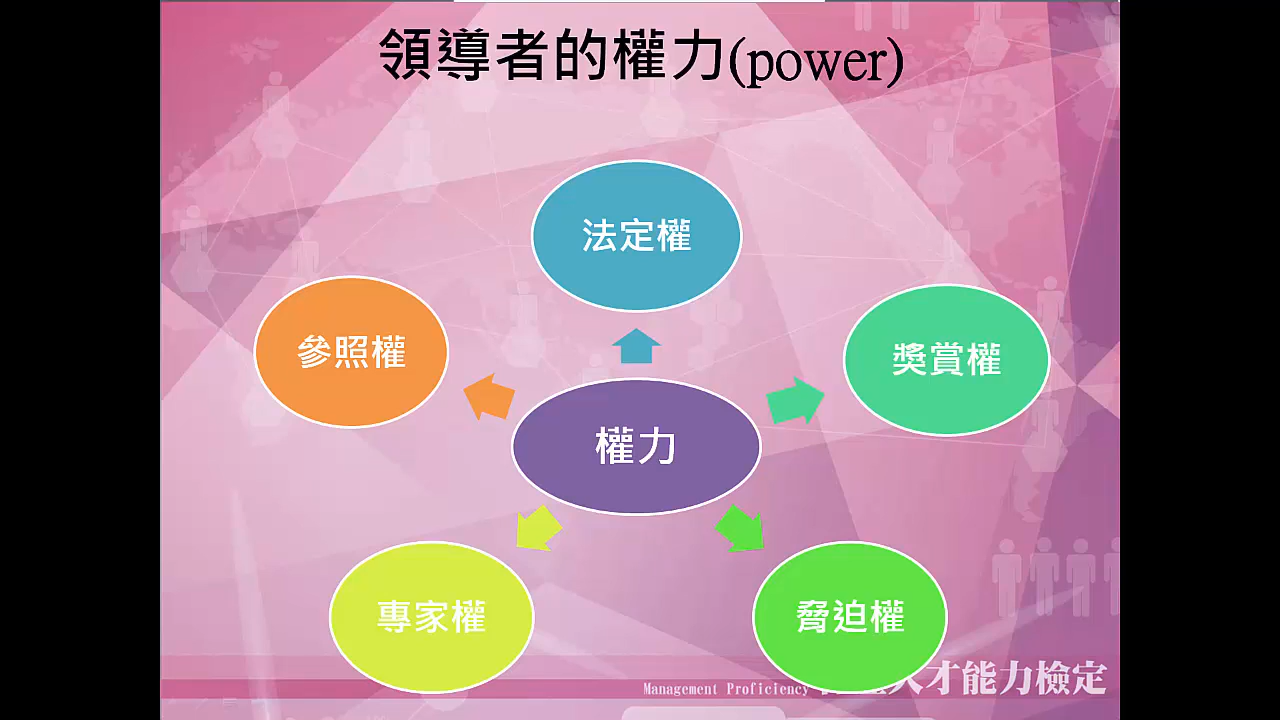 領導者的權力(power)
法定權
參照權
獎賞權
權力
專家權
脅迫權
Management Proficiency
人才能力檢定